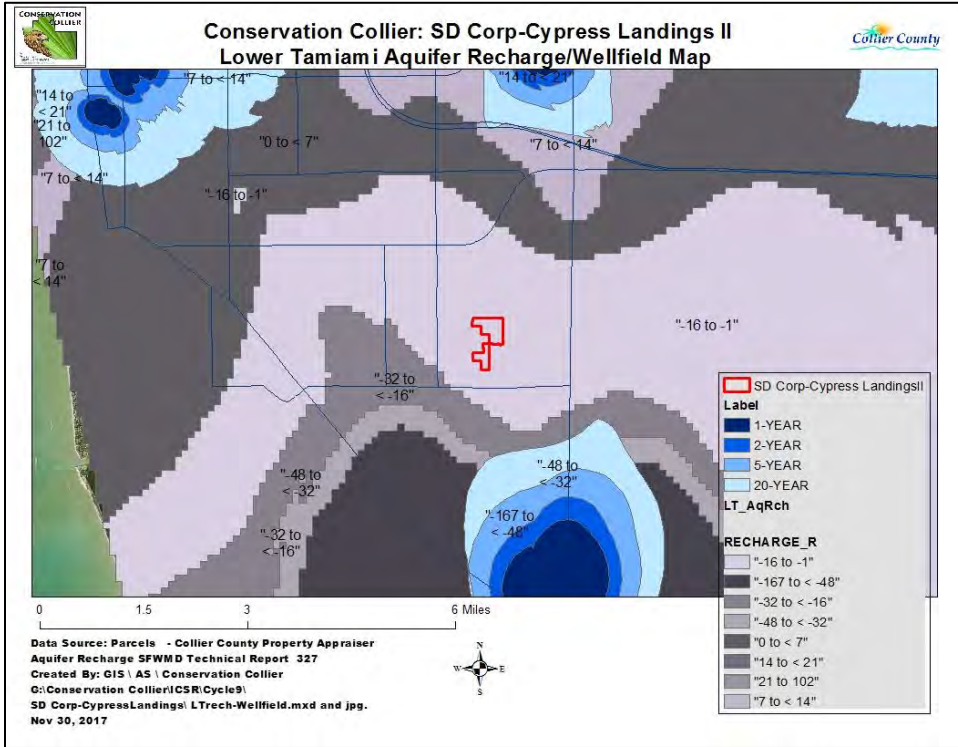 CONSERVATION
COLLIER
Conservation Collier: SD Corp-Cypress Landings II
Lower Tamiami Aquifer Recharge/Wellfield Map
Collier County
"7 to < 14"
"14 to < 21"
"14 to
< 21"
"21 to
102"
"0 to < 7"
"7 to < 14"
"7 to < 14"
"-16 to -1"
"7 to
< 14"
"-16 to -1"
"-32 to
< -16"
"-48 to
< -32"
"-48 to
< -32"
"-167 to
< -48"
"-32 to
< -16"
SD Corp-Cypress LandingsII
Label
1-YEAR
2-YEAR
5-YEAR
20-YEAR
LT_AqRch
RECHARGE_R
"-16 to -1"
"-167 to < -48"
"-32 to < -16"
"-48 to < -32"
"0 to < 7"
"14 to < 21"
"21 to 102"
"7 to < 14"
0 1.5 3 6 Miles
Data Source: Parcels - Collier County Property Appraiser
Aquifer Recharge SFWMD Technical Report 327
Created By: GIS \ AS \ Conservation Collier
G:\Conservation Collier\ICSR\Cycle9\
SD Corp-CypressLandings\ LTrech-Wellfield.mxd and jpg.
Nov 30, 2017
N
W E
S